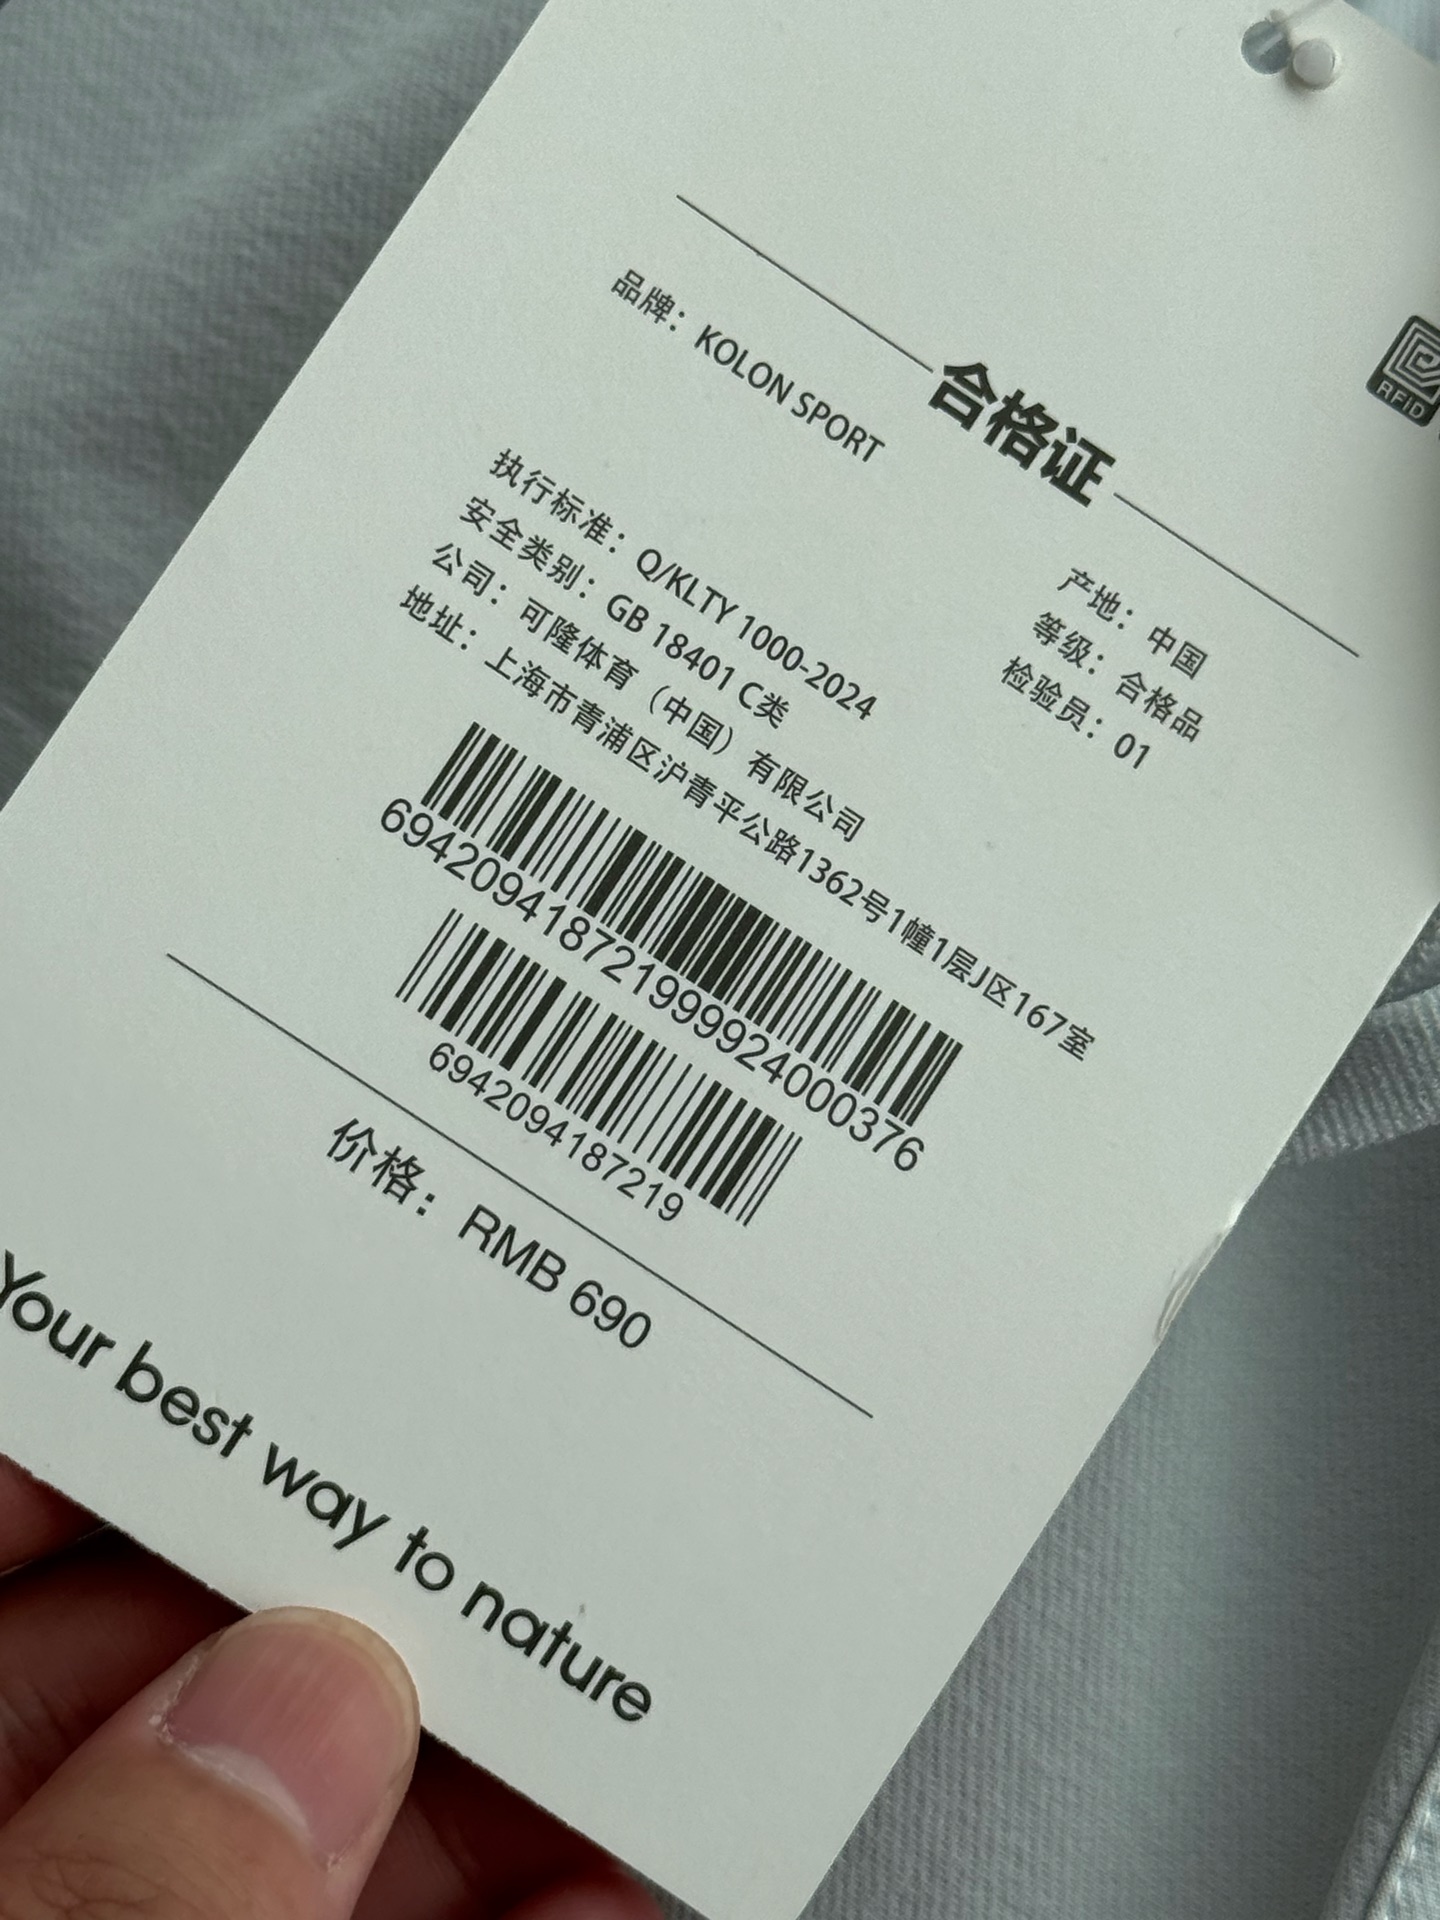 RFID
合格证
品牌：KOLON SPORT
产地：中国
等级：合格品
检验员：01
执行标准：Q/KLTY 1000-2024
安全类别：GB 18401 C类
公司：可隆体育（中国）有限公司
地址：上海市青浦区沪青平公路1362号1幢1层J区167室
6942094187219999924000376
6942094187219
价格：RMB 690
Your best way to nature